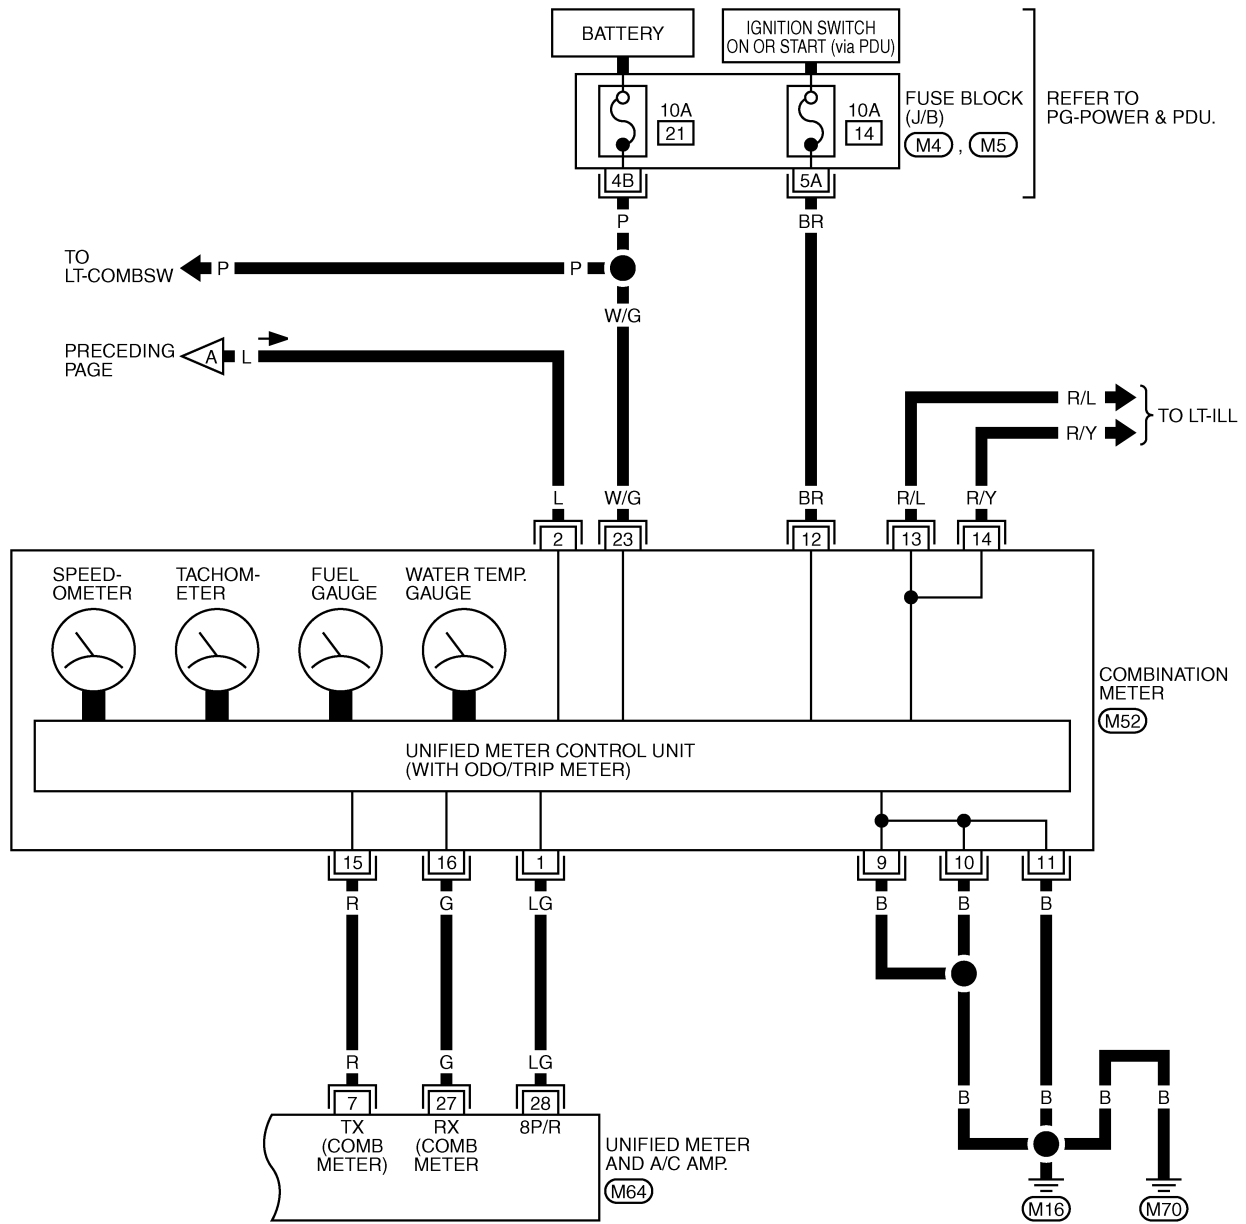 BATTERY
IGNITION SWITCH
ON OR START (via PDU)
10A
21
10A
14
FUSE BLOCK
(J/B)
M4 , M5
REFER TO
PG-POWER & PDU.
4B
5A
P
BR
TO
LT-COMBSW
P
P
W/G
PRECEDING
PAGE
A
L
R/L
R/Y
TO LT-ILL
L
W/G
BR
R/L
R/Y
2
23
12
13
14
SPEED-
OMETER
TACHOM-
ETER
FUEL
GAUGE
WATER TEMP.
GAUGE
COMBINATION
METER
M52
UNIFIED METER CONTROL UNIT
(WITH ODO/TRIP METER)
15
16
1
9
10
11
R
G
LG
B
B
B
R
G
LG
B
B
B
B
7
27
28
TX
(COMB
METER)
RX
(COMB
METER
8P/R
UNIFIED METER
AND A/C AMP.
M64
M16
M70